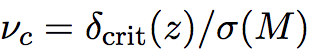 ν_c = δ_crit(z)/σ(M)